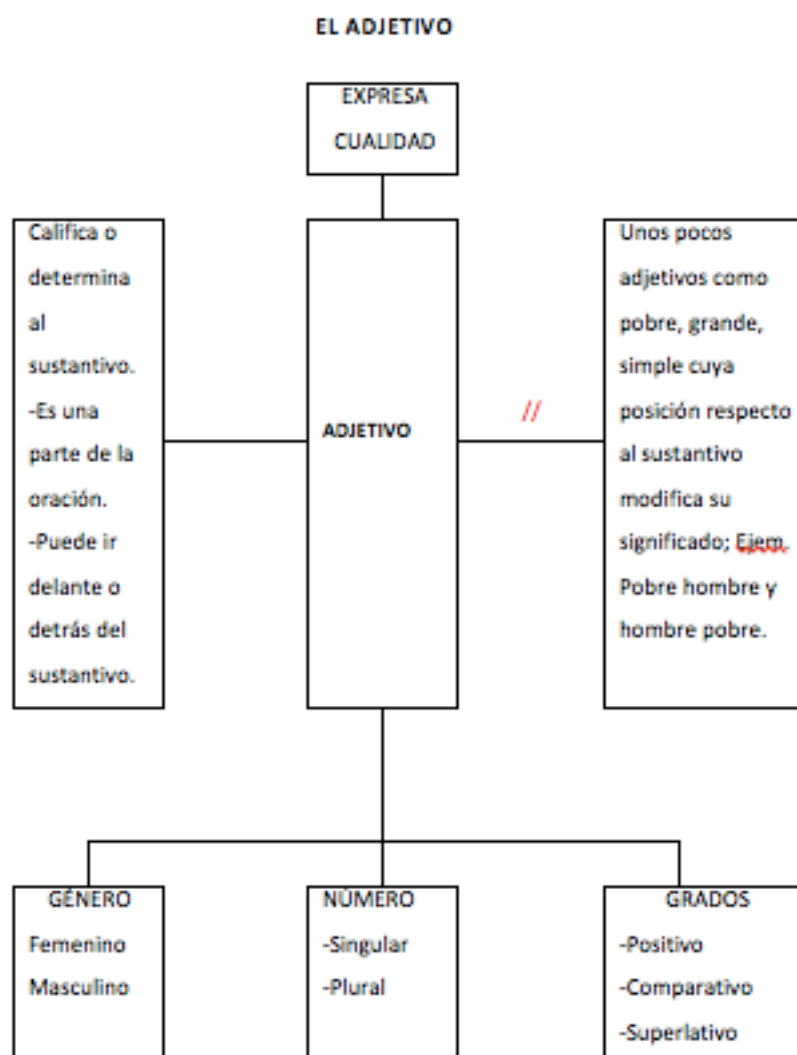 EL ADJETIVO
EXPRESA
CUALIDAD
Califica o
determina
al
sustantivo.
-Es una
parte de la
oración.
-Puede ir
delante o
detrás del
sustantivo.
ADJETIVO
//
Unos pocos
adjetivos como
pobre, grande,
simple cuya
posición respecto
al sustantivo
modifica su
significado; Ejem.
Pobre hombre y
hombre pobre.
GÉNERO
Femenino
Masculino
NÚMERO
-Singular
-Plural
GRADOS
-Positivo
-Comparativo
-Superlativo